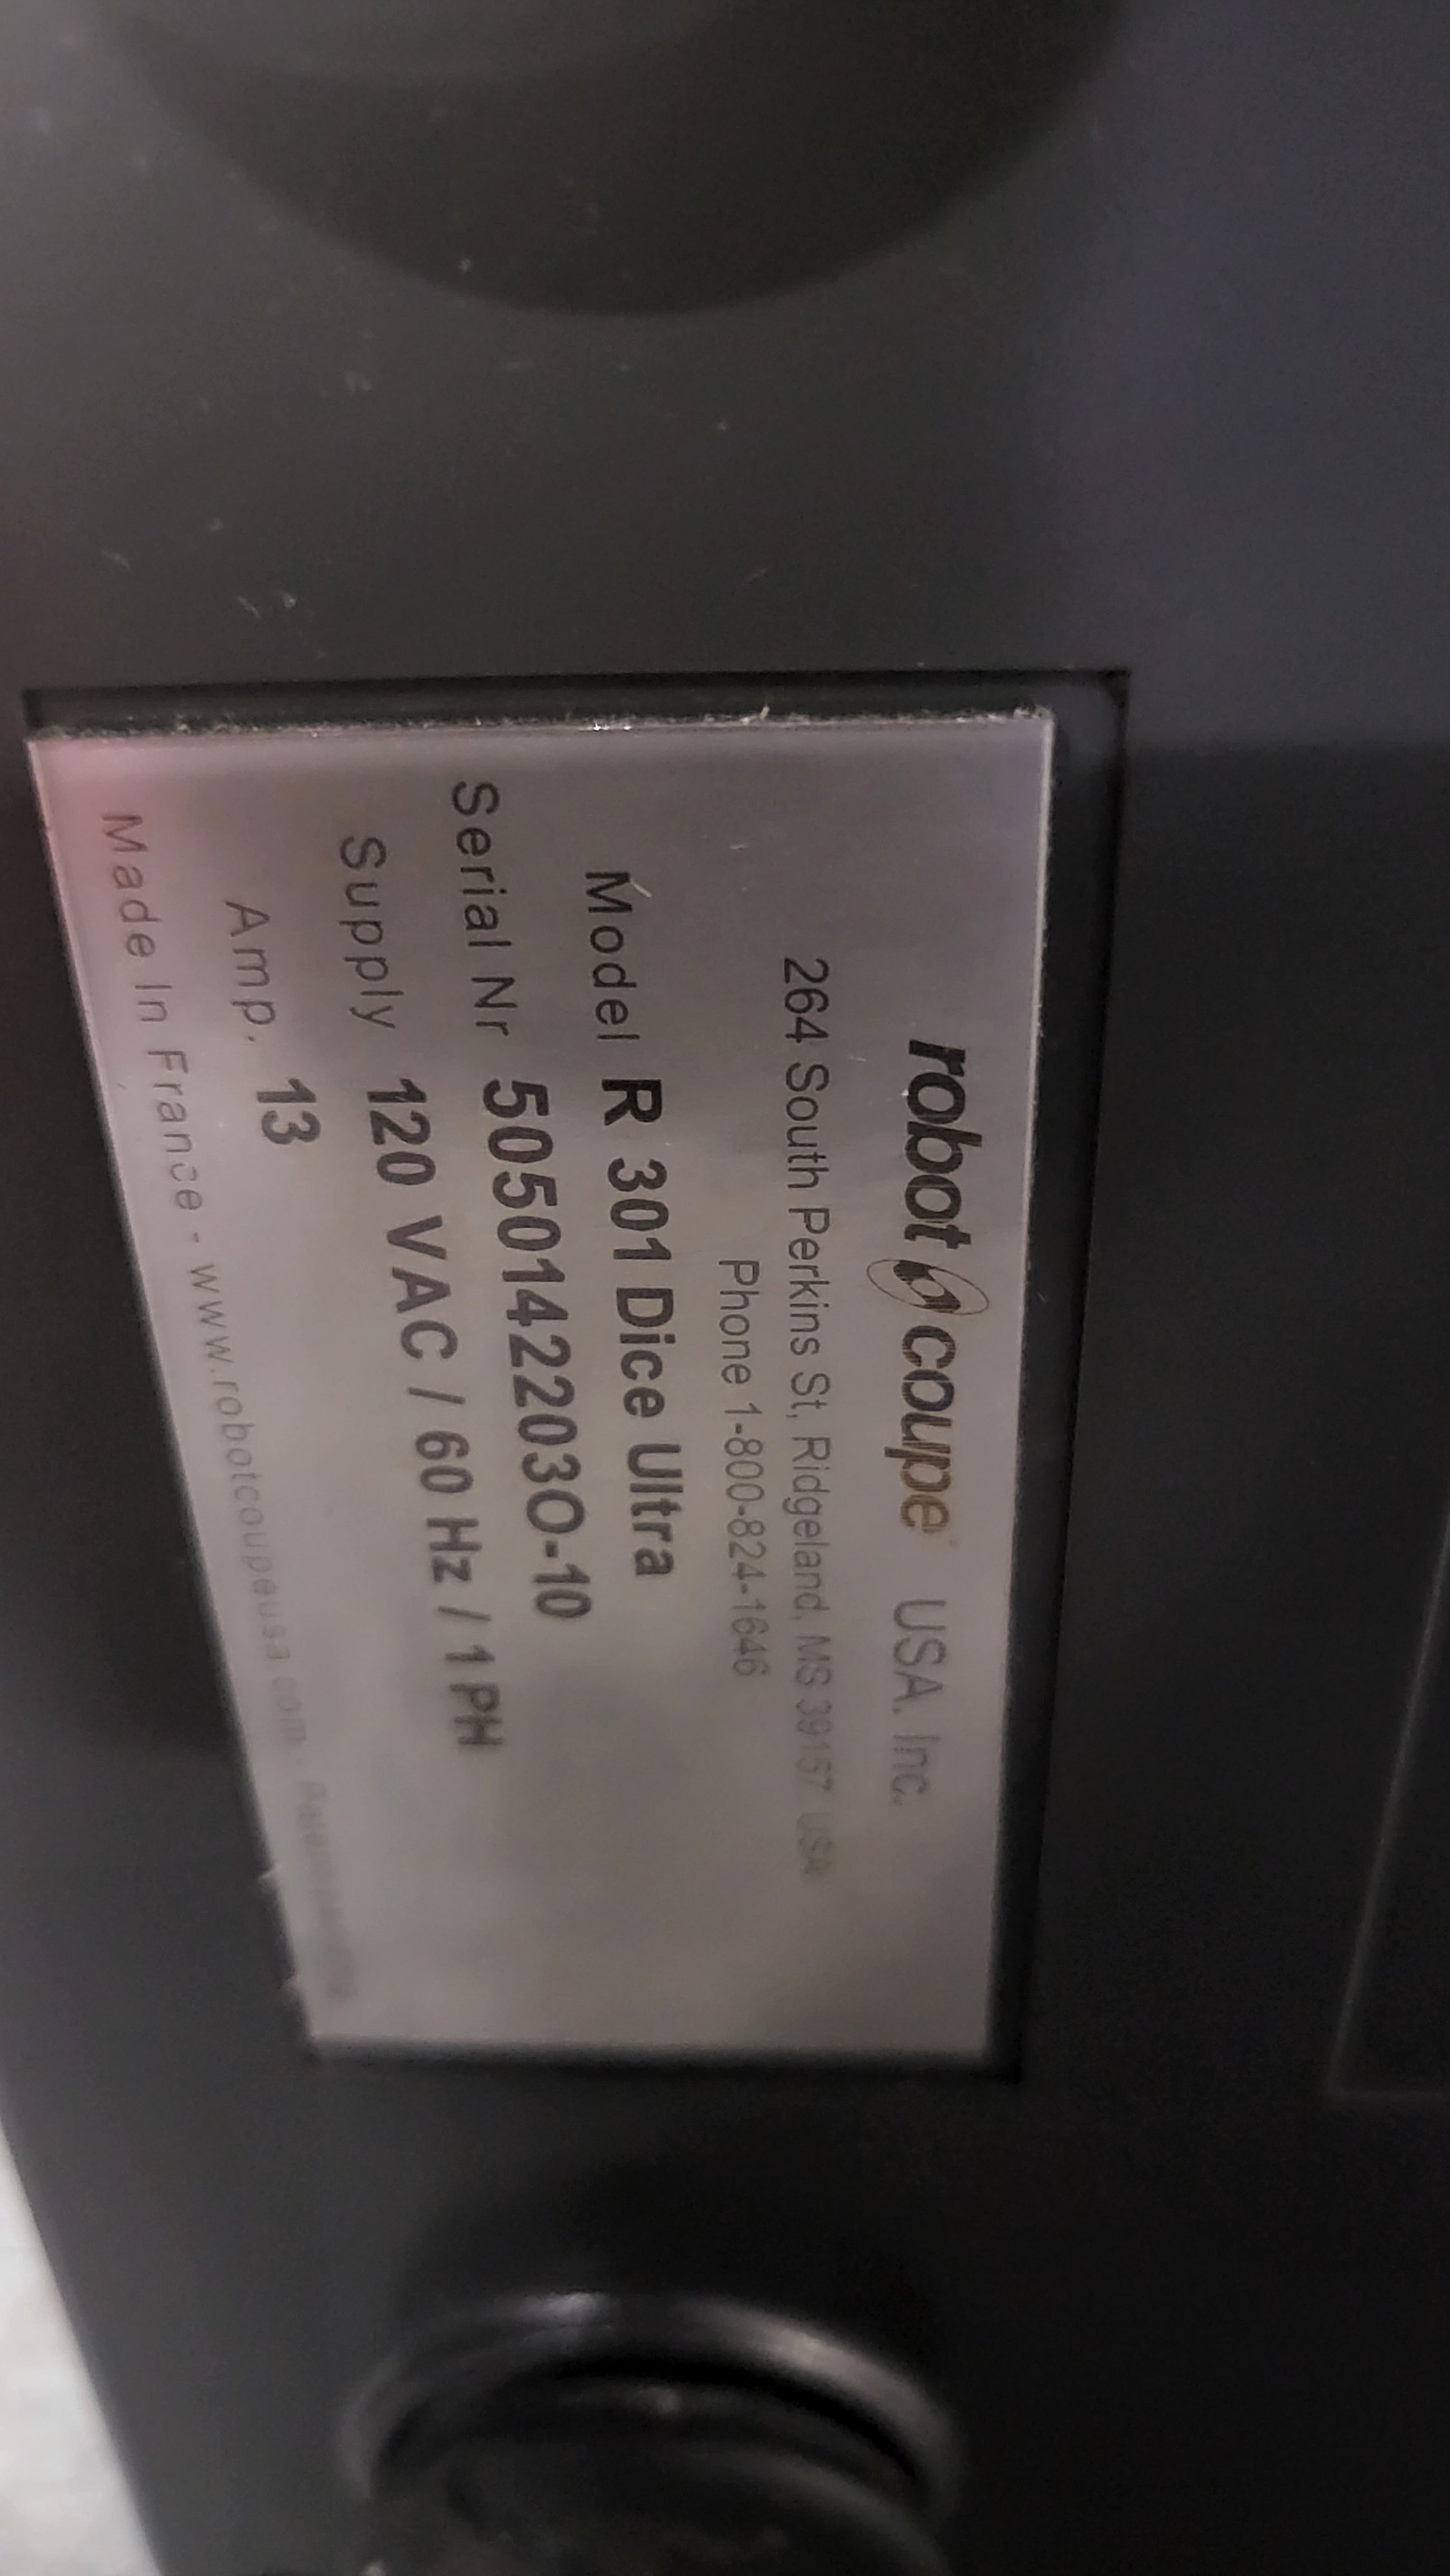 robot coupe USA. Inc.
264 South Perkins St, Ridgeland, MS 39157 USA
Phone 1-800-824-1646
Model R 301 Dice Ultra
Serial Nr 5050142203O-10
Supply 120 VAC / 60 Hz / 1 PH
Amp. 13
Made In France - www.robotcoupeusa.com -